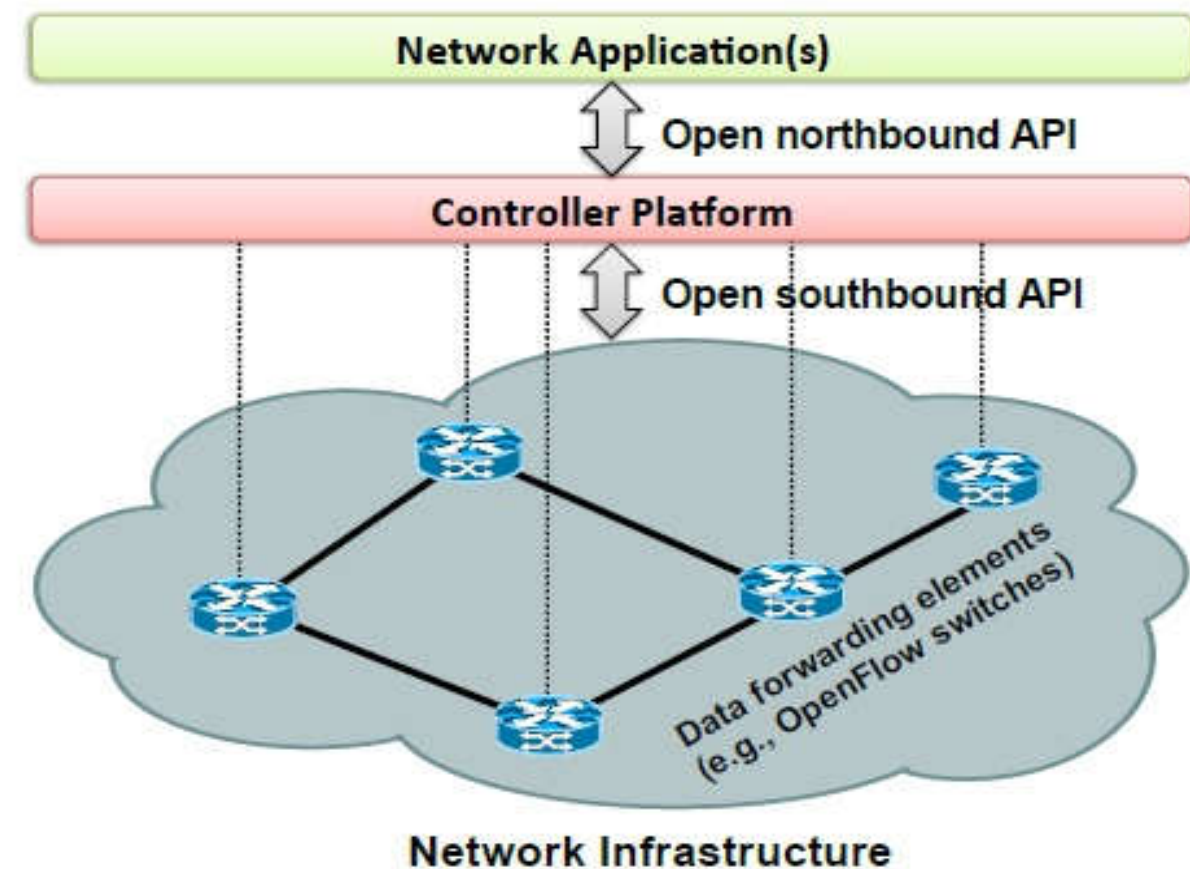 Network Application(s)
Open northbound API
Controller Platform
Open southbound API
Data forwarding elements
(e.g., OpenFlow switches)
Network Infrastructure